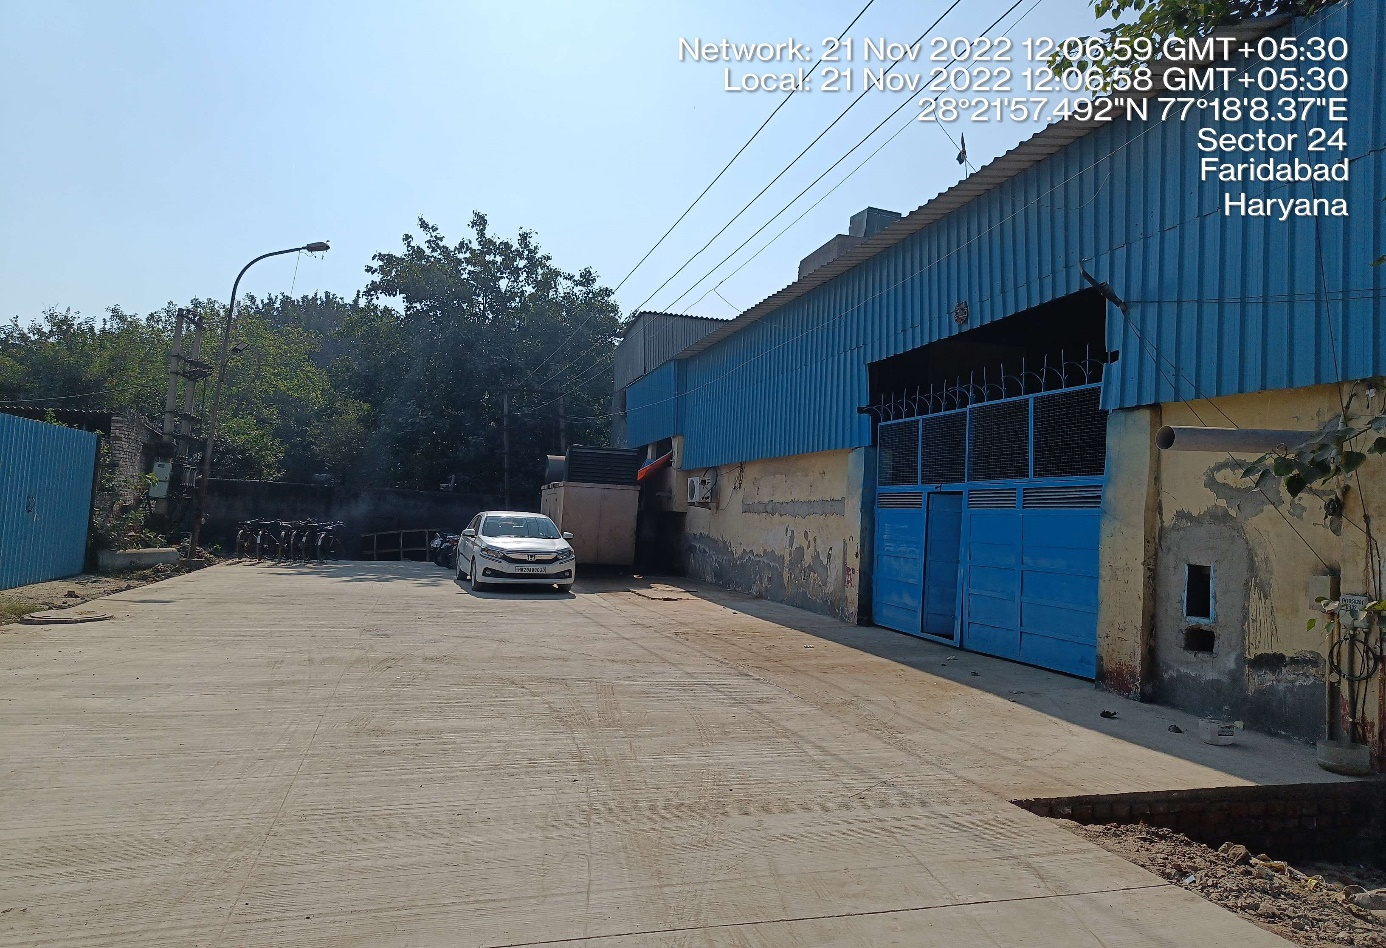 Network: 21 Nov 2022 12:06:59 GMT+05:30
Local: 21 Nov 2022 12:06:58 GMT+05:30
28°21'57.492"N 77°18'8.37"E
Sector 24
Faridabad
Haryana